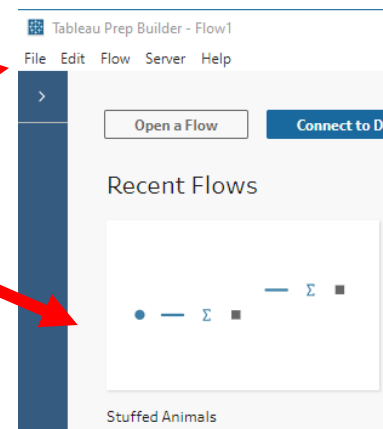 Tableau Prep Builder - Flow1
File Edit Flow Server Help
>
Open a Flow Connect to D
Recent Flows
Σ
Σ
Stuffed Animals